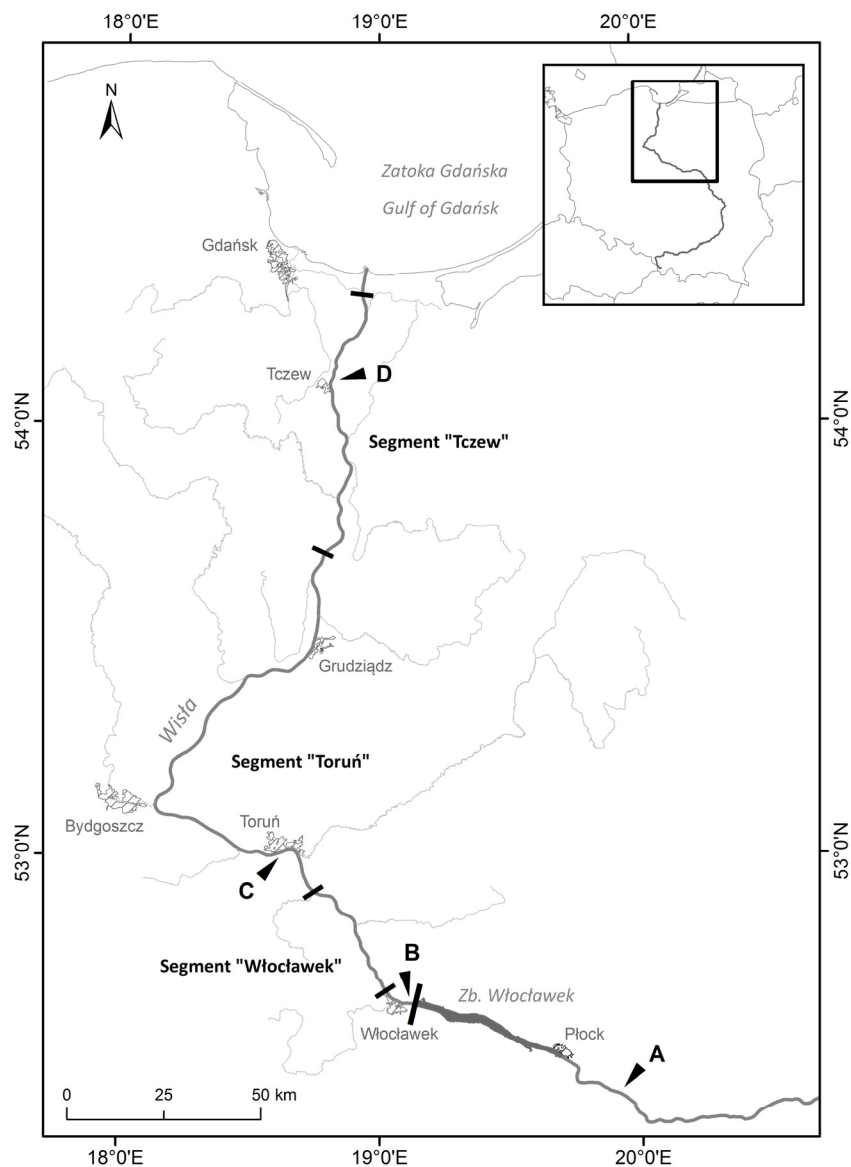 18°0'E 19°0'E 20°0'E
N
Zatoka Gdańska
Gulf of Gdańsk
Gdańsk
Tczew
D
54°0'N
54°0'N
Segment "Tczew"
Grudziądz
Wisła
Segment "Toruń"
Bydgoszcz
Toruń
53°0'N
53°0'N
C
B
Segment "Włocławek"
Zb. Włocławek
Włocławek
Płock
A
0 25 50 km
18°0'E 19°0'E 20°0'E